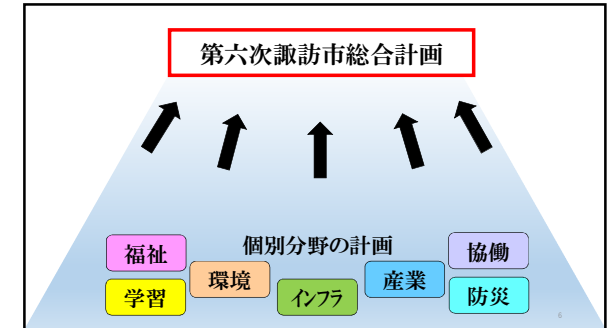 第六次諏訪市総合計画
個別分野の計画
福祉
協働
環境
産業
学習
インフラ
防災
6